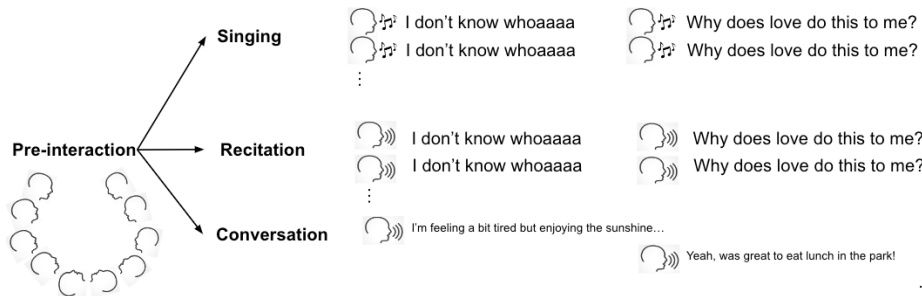 Singing
I don't know whoaaaa
Why does love do this to me?
I don't know whoaaaa
Why does love do this to me?
⋮
Pre-interaction
Recitation
I don't know whoaaaa
Why does love do this to me?
I don't know whoaaaa
Why does love do this to me?
⋮
Conversation
I'm feeling a bit tired but enjoying the sunshine…
Yeah, was great to eat lunch in the park!